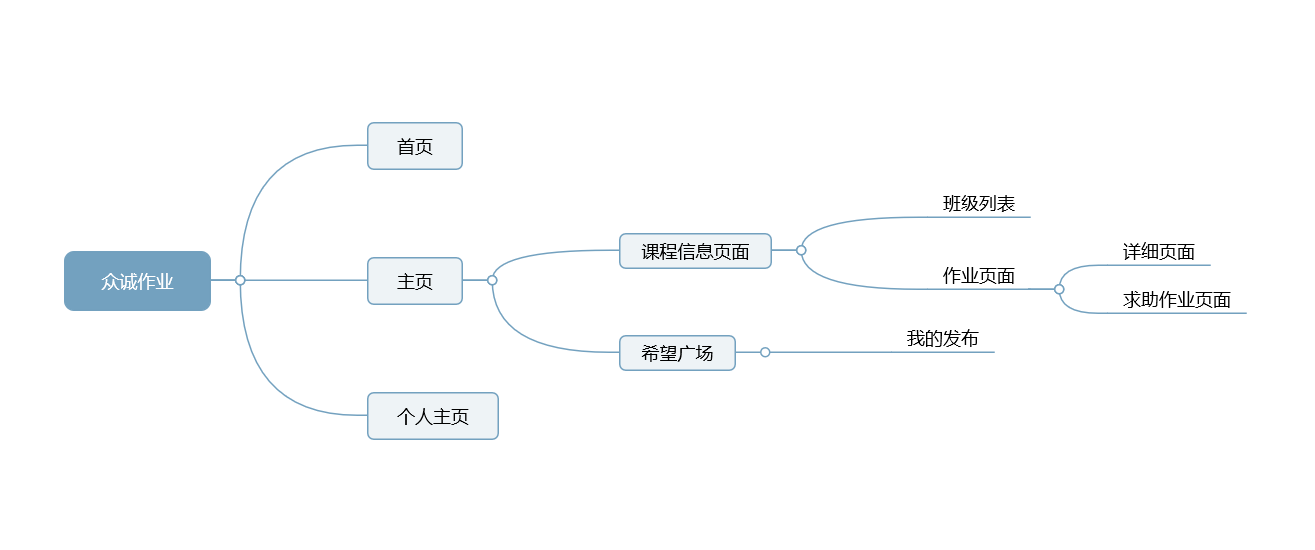 众诚作业
首页
主页
个人主页
课程信息页面
希望广场
班级列表
作业页面
我的发布
详细页面
求助作业页面